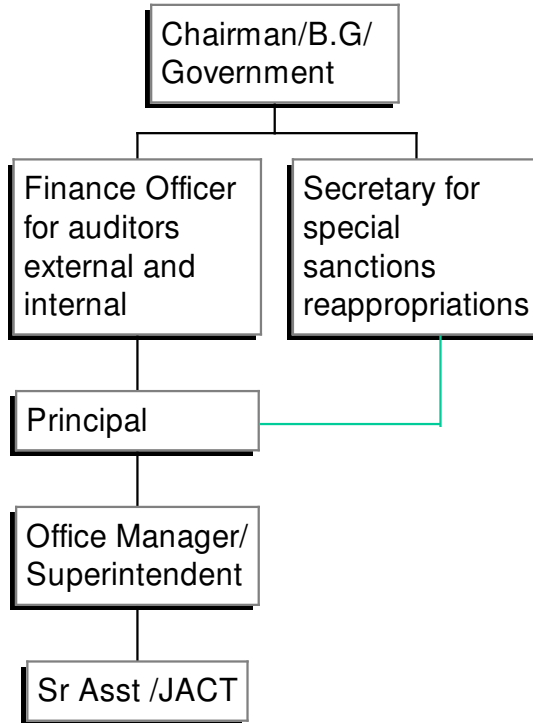 Chairman/B.G/
Government
Finance Officer
for auditors
external and
internal
Secretary for
special
sanctions
reappropriations
Principal
Office Manager/
Superintendent
Sr Asst /JACT